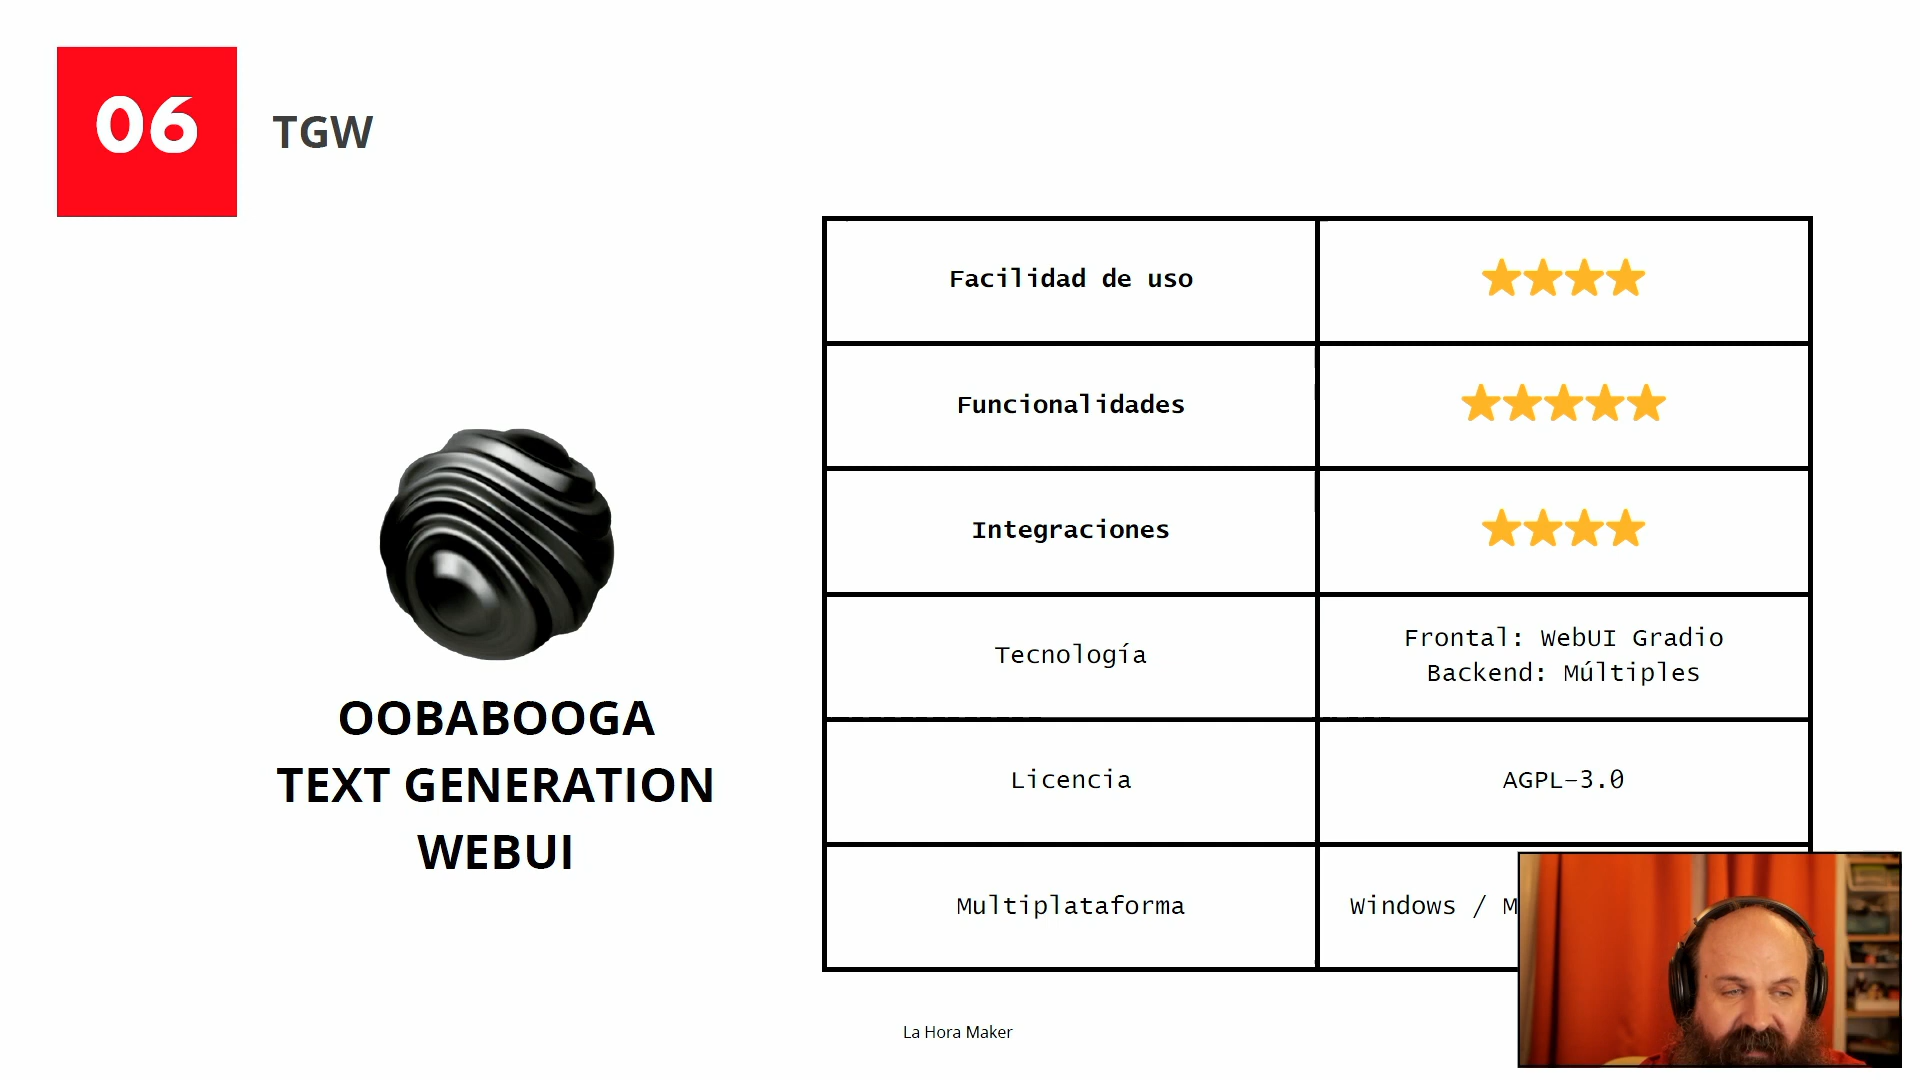 06
TGW
Facilidad de uso
Funcionalidades
Integraciones
Tecnología
Frontal: WebUI Gradio
Backend: Múltiples
Licencia
AGPL-3.0
Multiplataforma
Windows /
OOBABOOGA
TEXT GENERATION
WEBUI
La Hora Maker